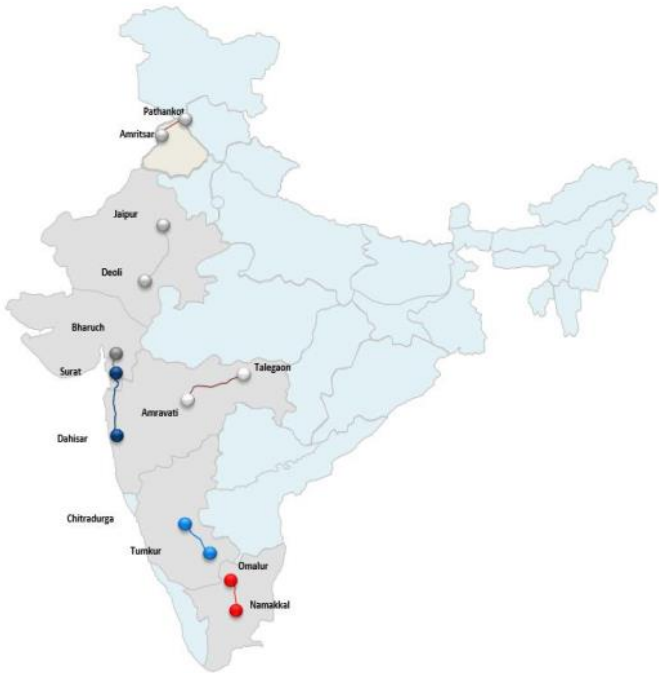 Pathankot
Amritsar
Jaipur
Deoli
Bharuch
Surat
Talegaon
Amravati
Dahisar
Chitradurga
Tumkur
Omalur
Namakkal